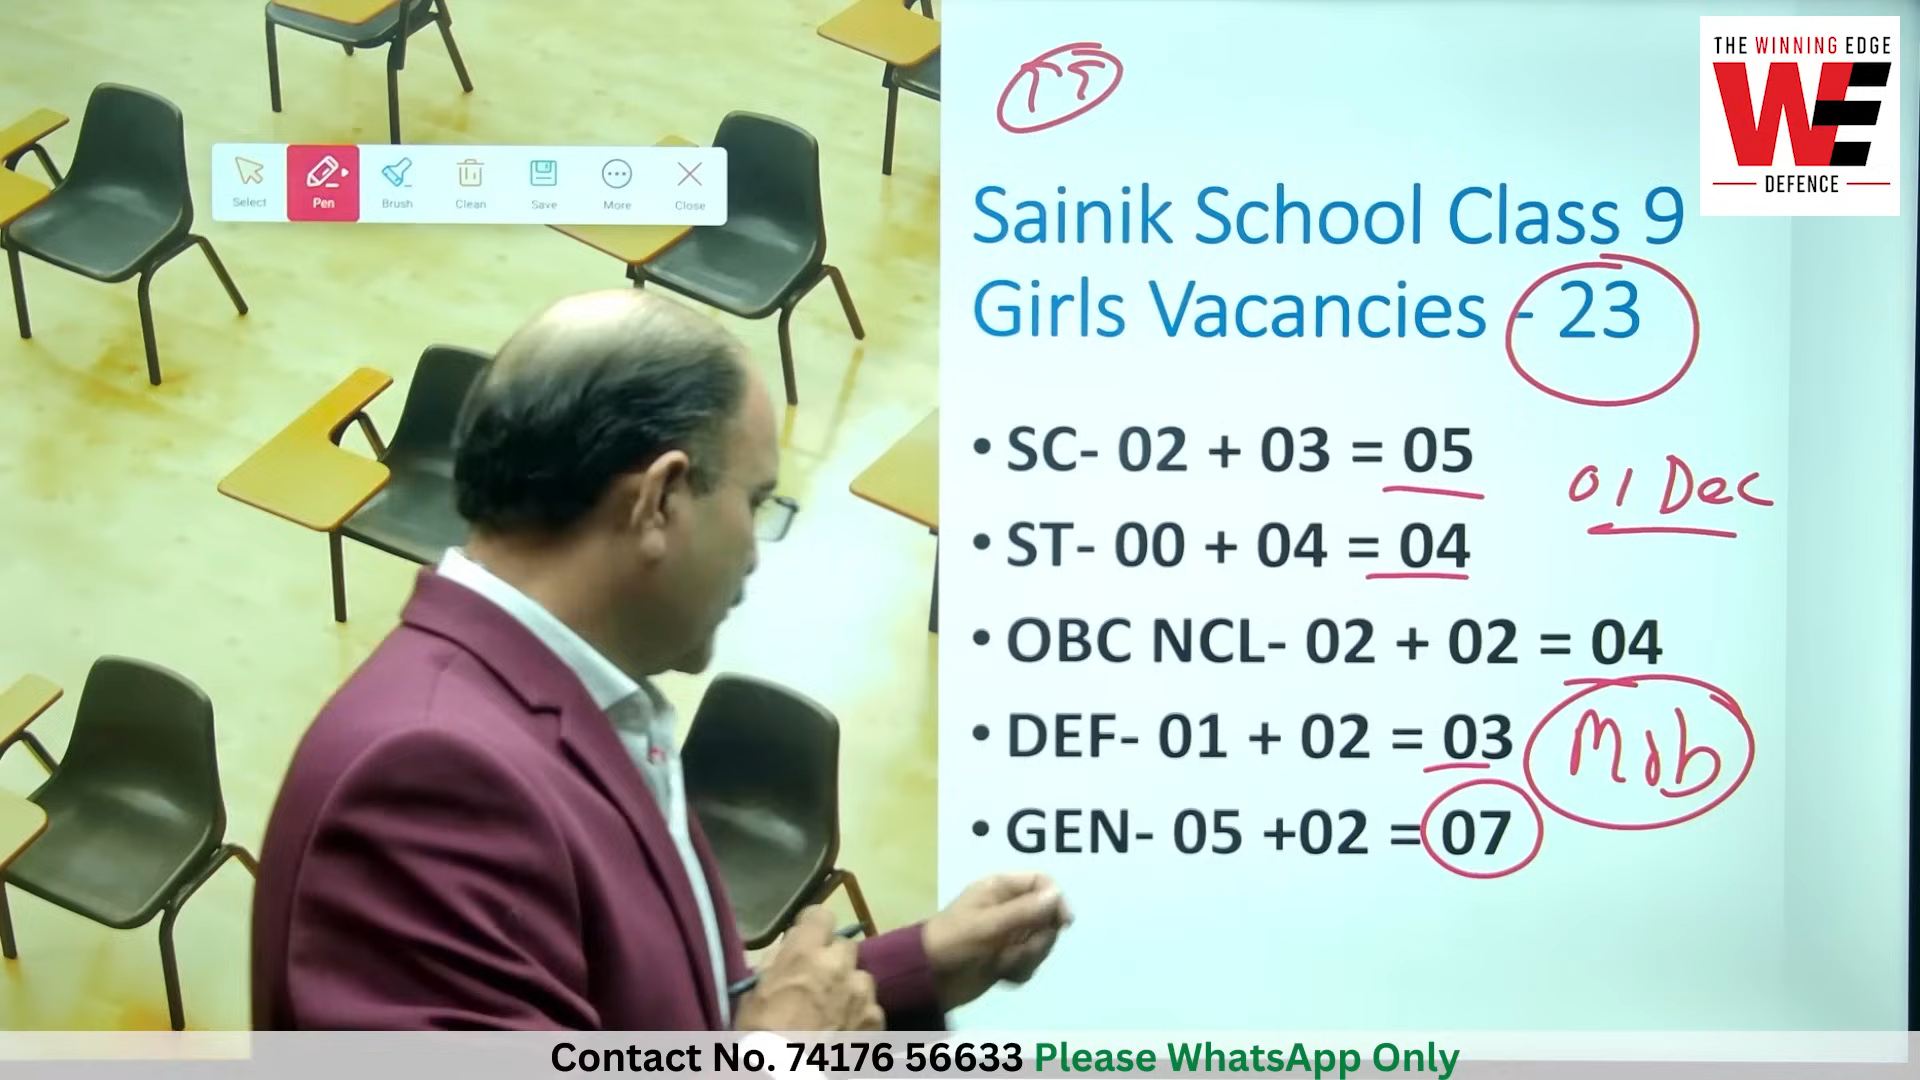 THE WINNING EDGE
WE
DEFENCE
Select Pen Brush Clean Save More Close
Sainik School Class 9
Girls Vacancies - 23
• SC- 02 + 03 = 05
01 Dec
• ST- 00 + 04 = 04
• OBC NCL- 02 + 02 = 04
• DEF- 01 + 02 = 03
• GEN- 05 +02 = 07
Contact No. 74176 56633 Please WhatsApp Only